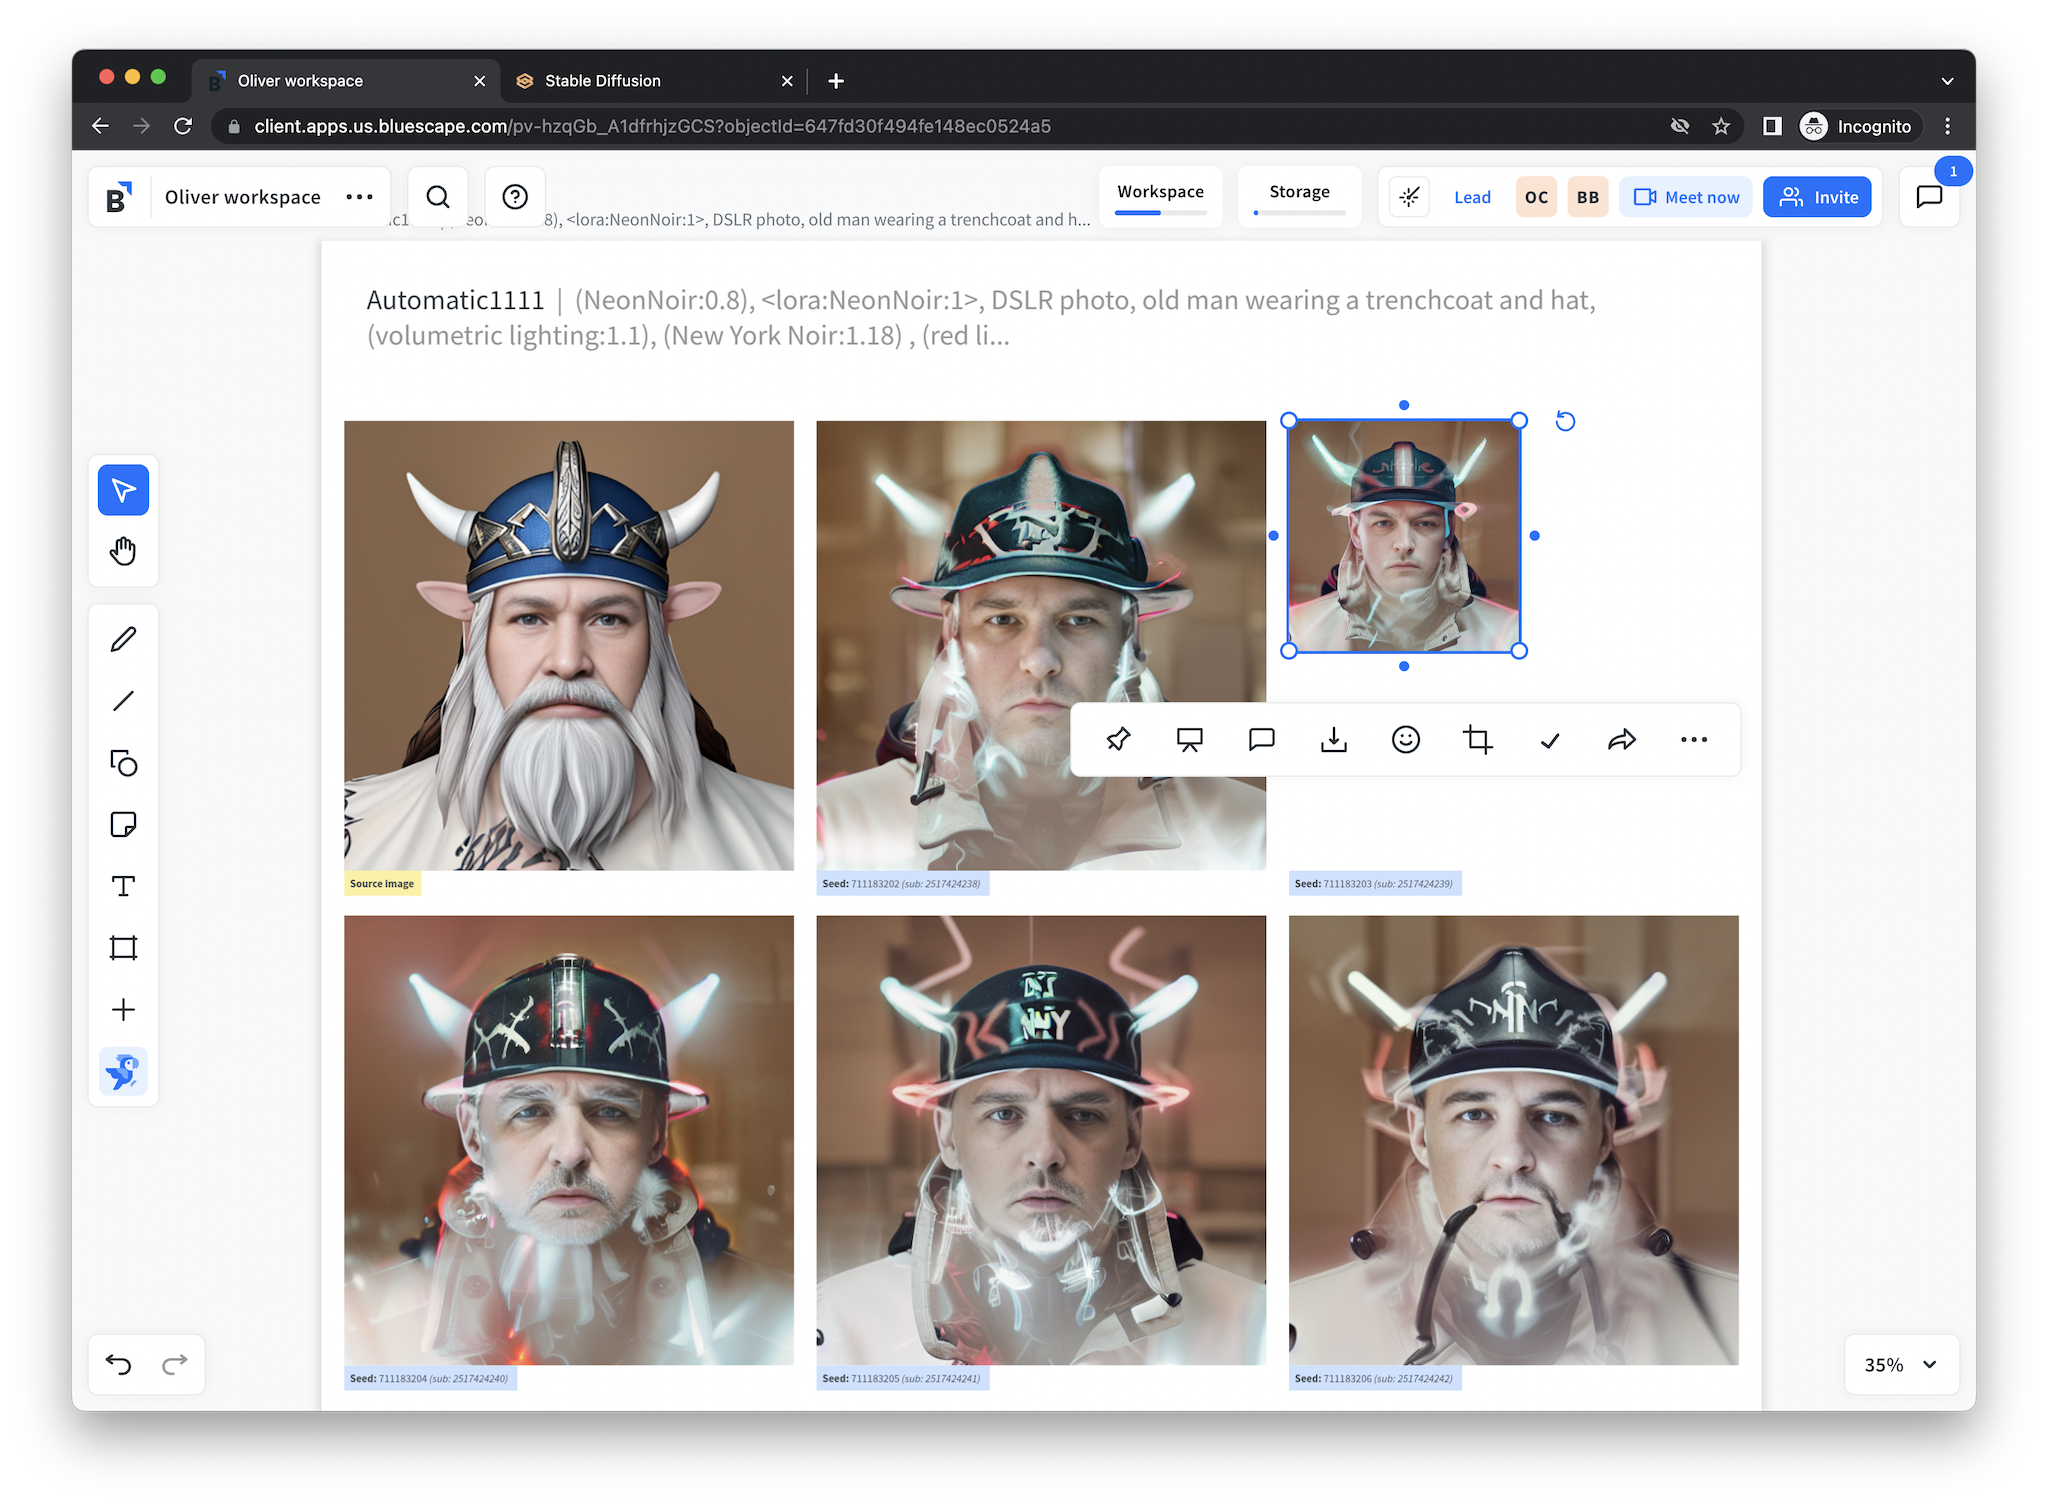 Oliver workspace
Stable Diffusion
client.apps.us.bluescape.com/pv-hzqGb_A1dfrhjzGCS?objectId=647fd30f494fe148ec0524a5
Incognito
Oliver workspace
Workspace
Storage
Lead
OC
BB
Meet now
Invite
1
8), <lora:NeonNoir:1>, DSLR photo, old man wearing a trenchcoat and h...
Automatic1111 | (NeonNoir:0.8), <lora:NeonNoir:1>, DSLR photo, old man wearing a trenchcoat and hat,
(volumetric lighting:1.1), (New York Noir:1.18) , (red li...
Source image
Seed: 711183202 (sub: 2517424238)
Seed: 711183203 (sub: 2517424239)
NY
Seed: 711183204 (sub: 2517424240)
Seed: 711183205 (sub: 2517424241)
Seed: 711183206 (sub: 2517424242)
35%